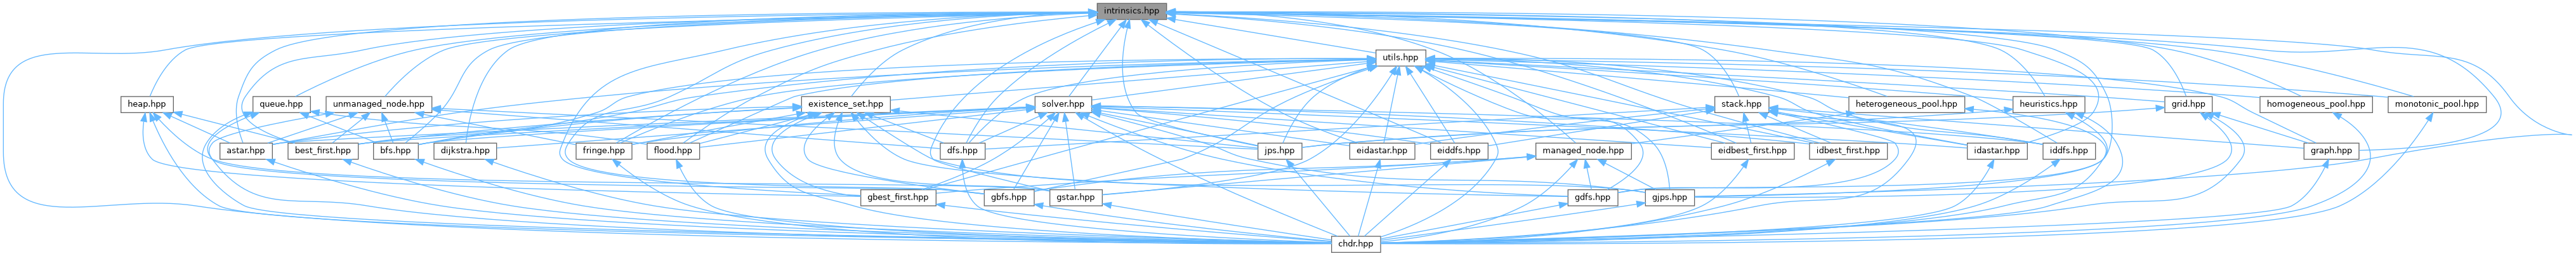 intrinsics.hpp
utils.hpp
heap.hpp
queue.hpp
unmanaged_node.hpp
existence_set.hpp
solver.hpp
stack.hpp
heterogeneous_pool.hpp
heuristics.hpp
grid.hpp
homogeneous_pool.hpp
monotonic_pool.hpp
astar.hpp
best_first.hpp
bfs.hpp
dijkstra.hpp
fringe.hpp
flood.hpp
dfs.hpp
jps.hpp
eidastar.hpp
eiddfs.hpp
managed_node.hpp
eidbest_first.hpp
idbest_first.hpp
idastar.hpp
iddfs.hpp
graph.hpp
gbest_first.hpp
gbfs.hpp
gstar.hpp
gdfs.hpp
gjps.hpp
chdr.hpp